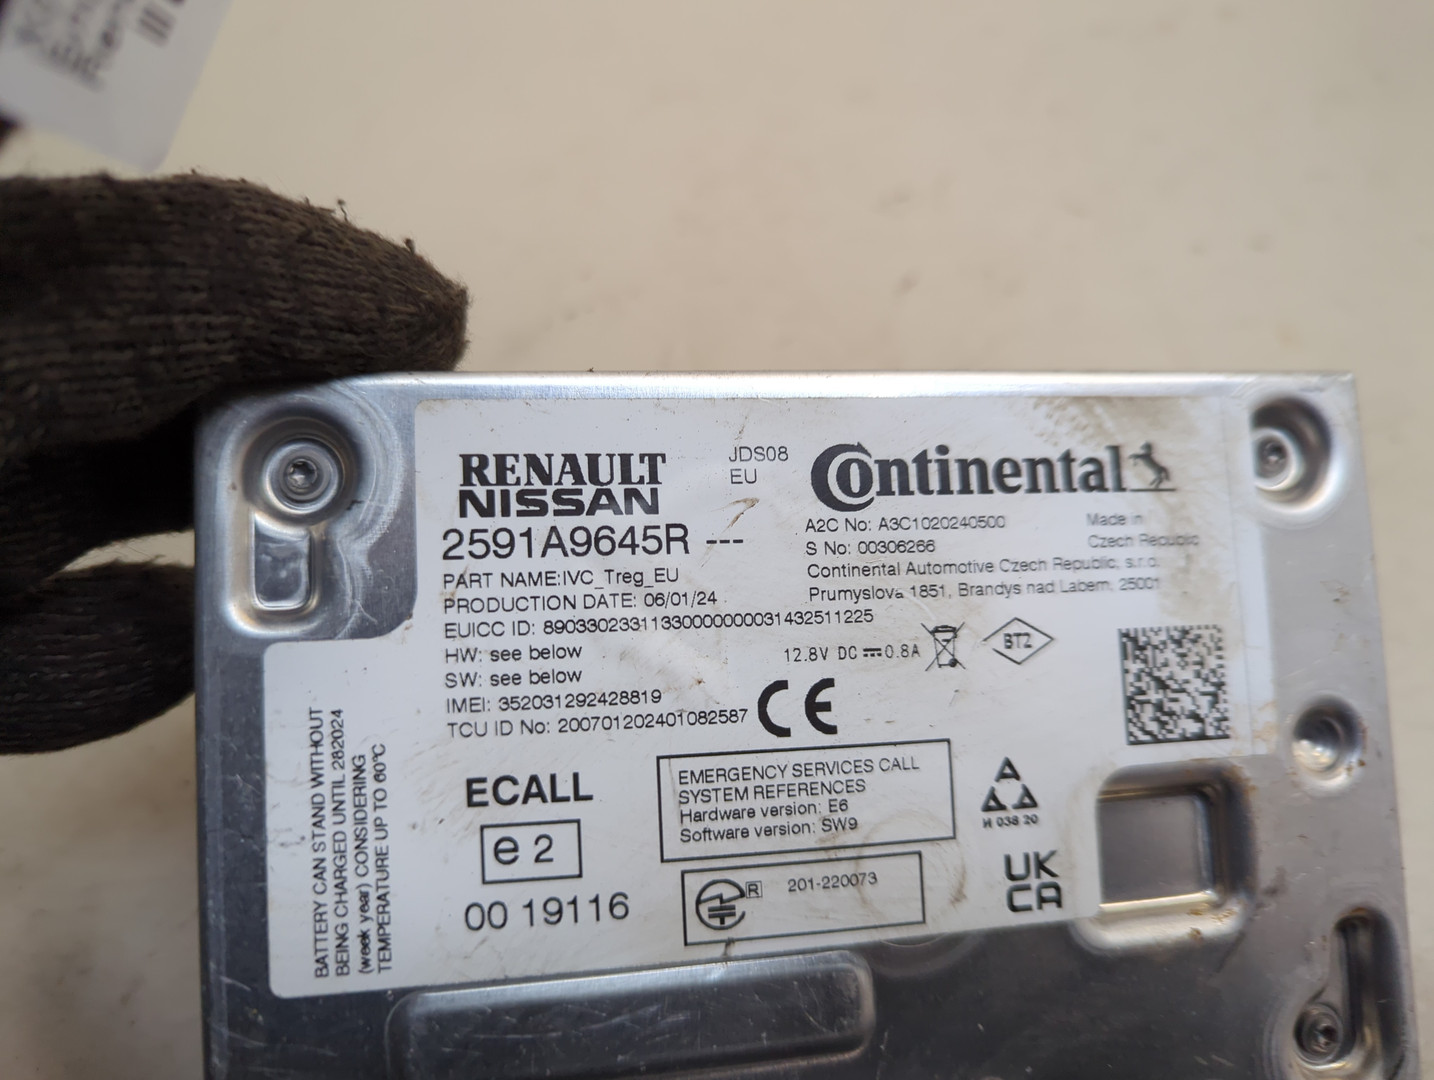 RENAULT
NISSAN
2591A9645R ---
JDS08
EU
Continental
A2C No: A3C1020240500
S No: 00306266
Made in
Czech Republic
Continental Automotive Czech Republic, s.r.o.
Prumyslova 1851, Brandys nad Labem, 25001
PART NAME:IVC_Treg_EU
PRODUCTION DATE: 06/01/24
EUICC ID: 89033023311330000000031432511225
HW: see below
SW: see below
12.8V DC 0.8A
BT2
IMEI: 352031292428819
TCU ID No: 200701202401082587
CE
ECALL
e2
00 19116
EMERGENCY SERVICES CALL
SYSTEM REFERENCES
Hardware version: E6
Software version: SW9
R 201-220073
A
H 038 20
UK
CA
BATTERY CAN STAND WITHOUT
BEING CHARGED UNTIL 282024
(week year) CONSIDERING
TEMPERATURE UP TO 60°C